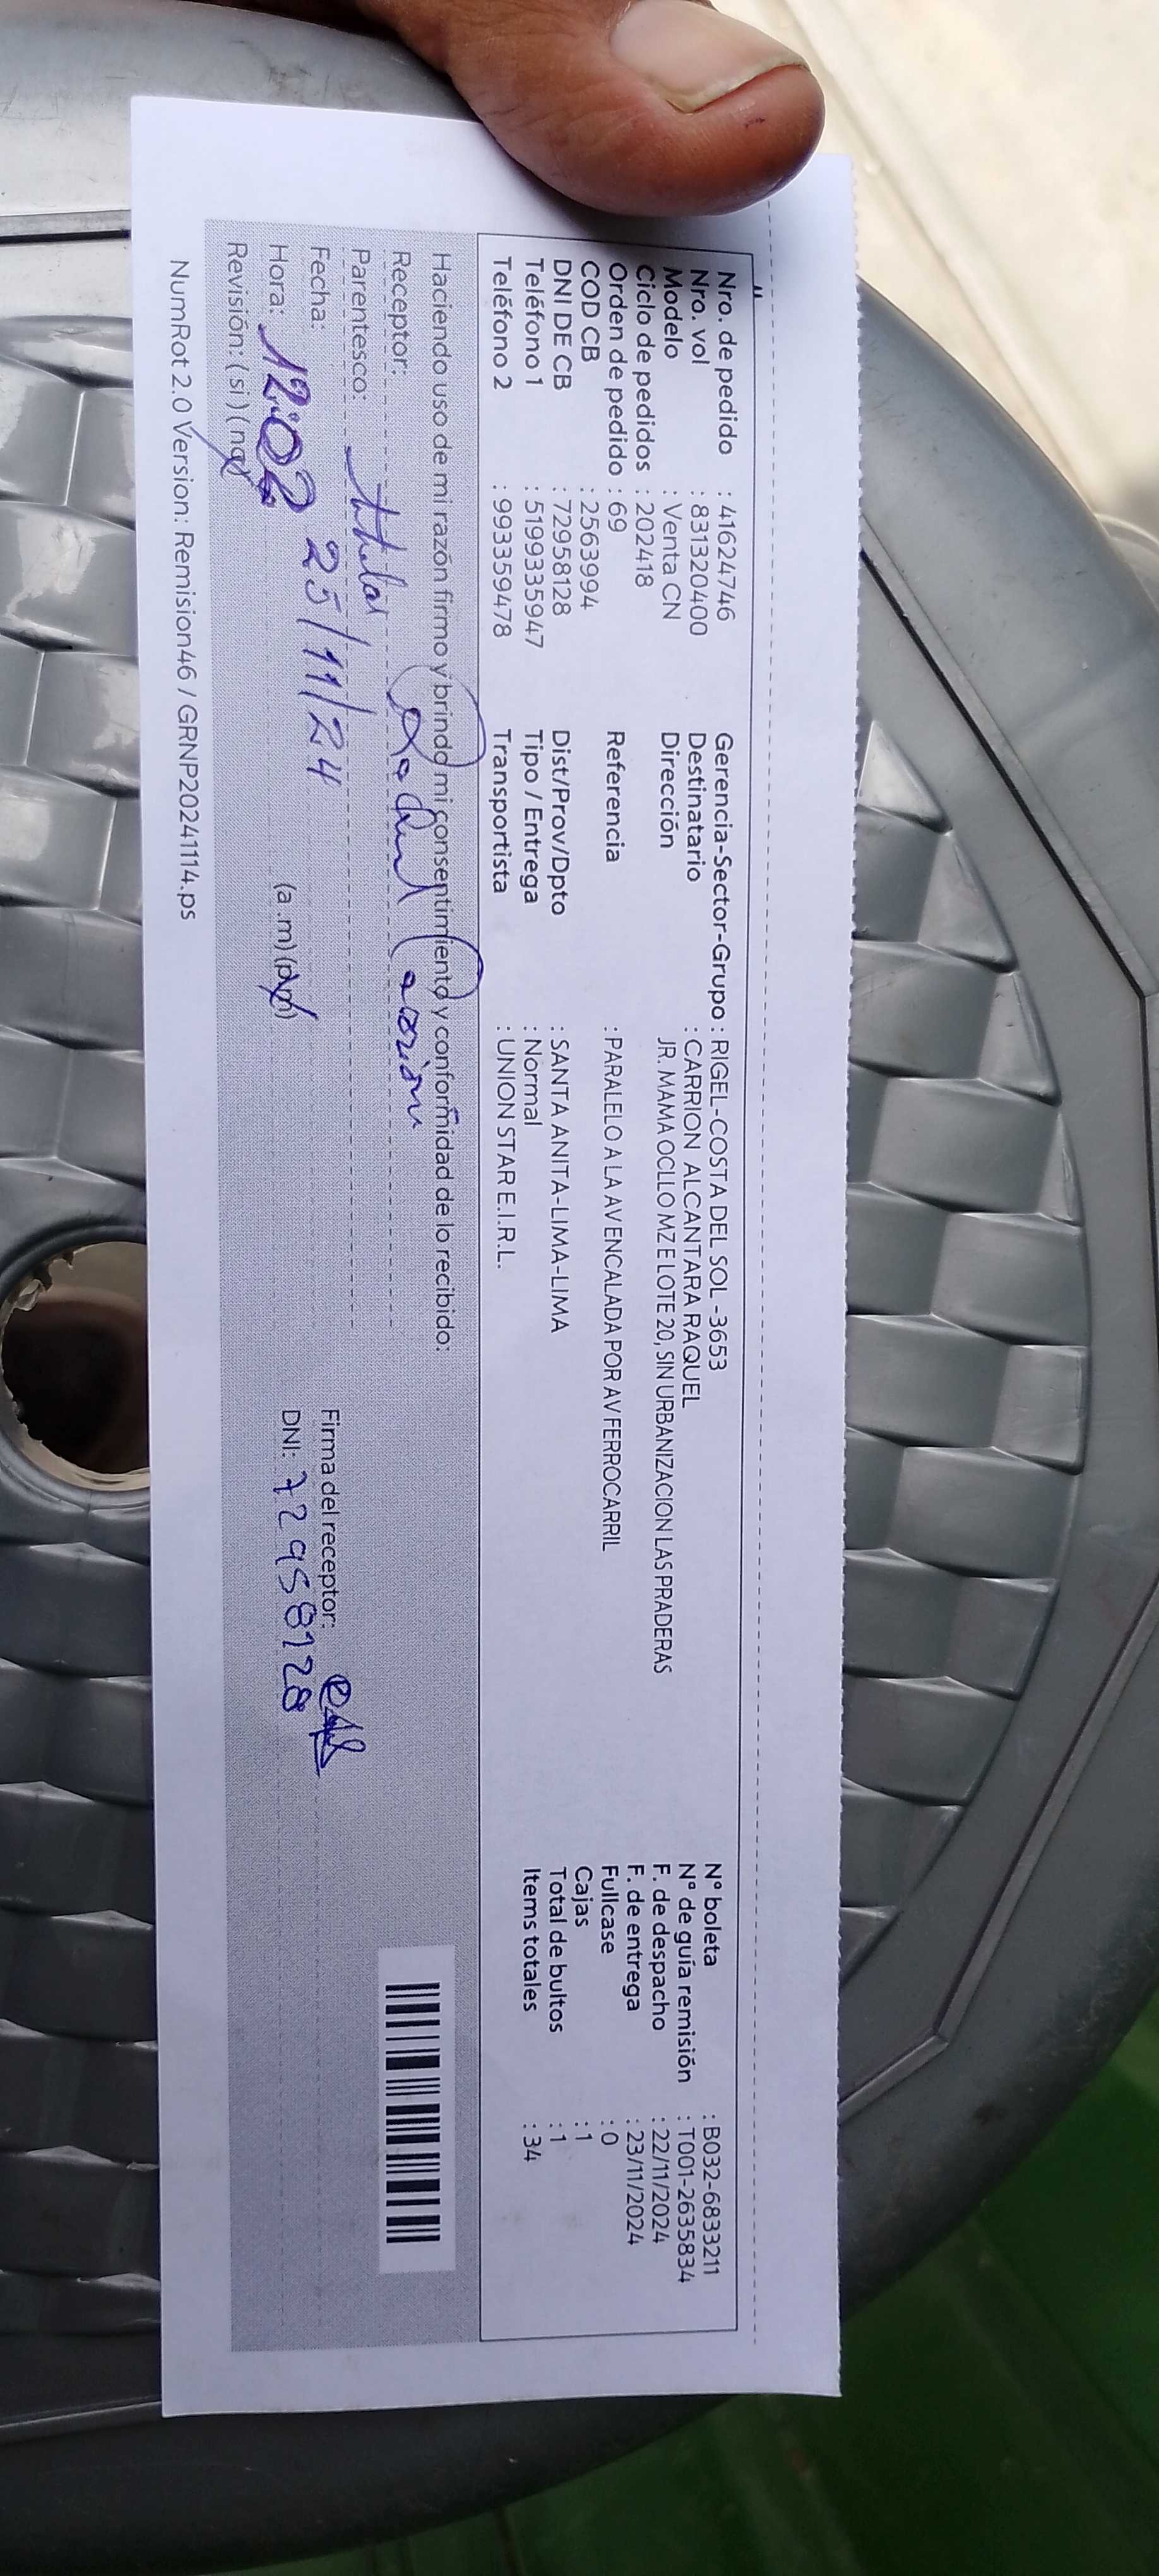 Nro. de pedido : 41624746
Nro. vol : 831320400
Modelo : Venta CN
Ciclo de pedidos : 202418
Orden de pedido : 69
COD CB : 2563994
DNI DE CB : 72958128
Teléfono 1 : 5199335947
Teléfono 2 : 993359478
Gerencia-Sector-Grupo : RIGEL-COSTA DEL SOL -3653
Destinatario : CARRION ALCANTARA RAQUEL
Dirección JR. MAMA OCLLO MZ E LOTE 20, SIN URBANIZACION LAS PRADERAS
Referencia : PARALELO A LA AV ENCALADA POR AV FERROCARRIL
Dist/Prov/Dpto : SANTA ANITA-LIMA-LIMA
Tipo / Entrega : Normal
Transportista : UNION STAR E.I.R.L.
Nº boleta : B032-6833211
Nª de guía remisión : T001-2635834
F. de despacho : 22/11/2024
F. de entrega : 23/11/2024
Fullcase : 0
Cajas : 1
Total de bultos : 1
Items totales : 34
Haciendo uso de mi razón firmo y brindo mi consentimiento y conformidad de lo recibido:
Receptor:
Parentesco: titular
Fecha: 25/11/24
Hora: 12:02 (a .m) (p.m)
Revisión: ( si ) ( no)
Firma del receptor:
DNI: 72958128
NumRot 2.0 Version: Remision46 / GRNP20241114.ps